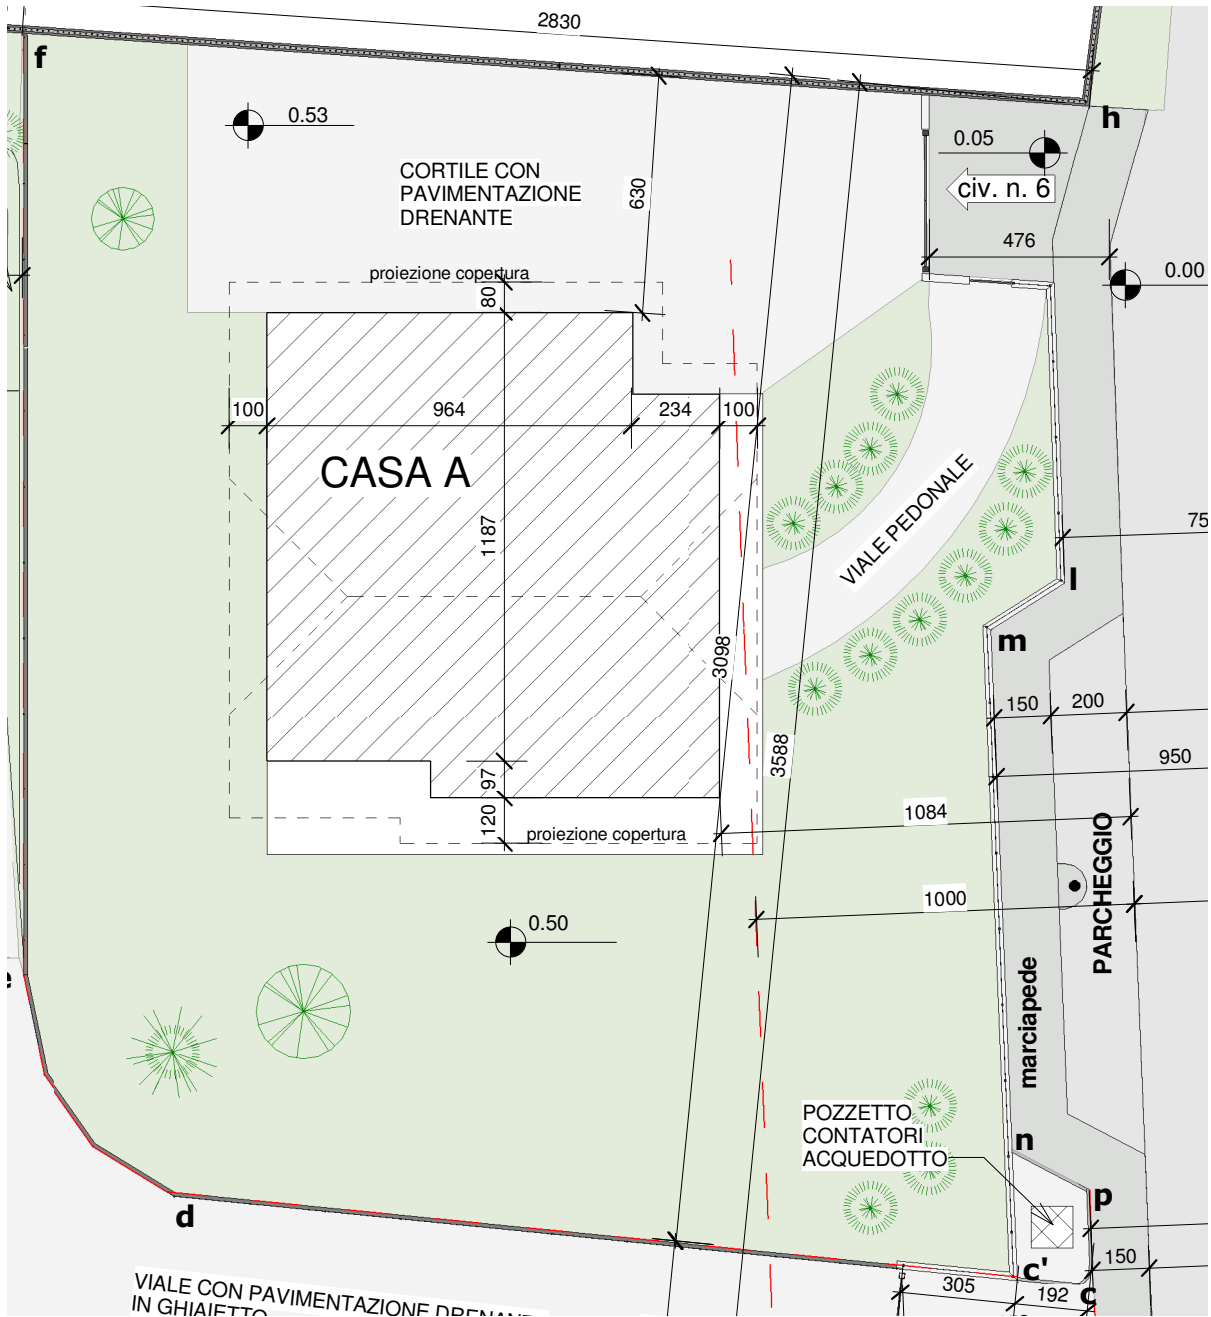 2830
f
h
0.53
0.05
civ. n. 6
CORTILE CON
PAVIMENTAZIONE
DRENANTE
630
476
0.00
proiezione copertura
80
100
964
234
100
CASA A
1187
VIALE PEDONALE
75
l
m
3098
150
200
3588
97
950
120
proiezione copertura
1084
PARCHEGGIO
1000
0.50
marciapede
e
POZZETTO
CONTATORI
ACQUEDOTTO
n
p
d
c'
150
305
192
c
VIALE CON PAVIMENTAZIONE DRENANT
IN GHIAIETTO